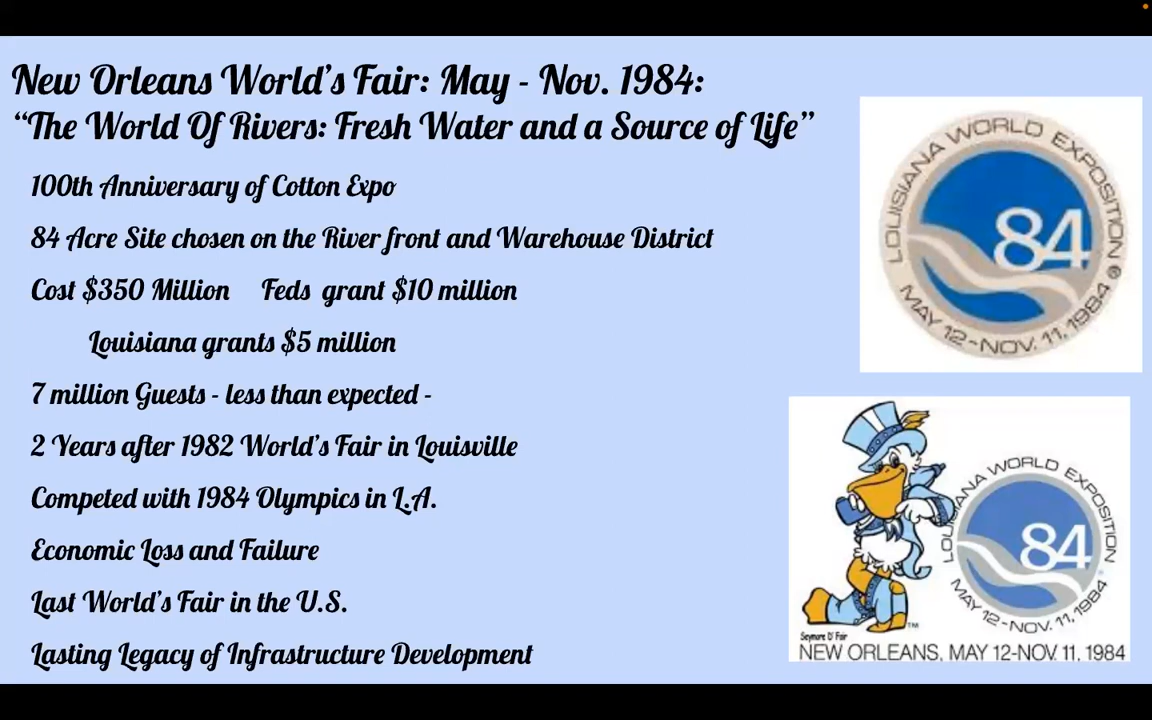 New Orleans World's Fair: May - Nov. 1984:
"The World Of Rivers: Fresh Water and a Source of Life"
100th Anniversary of Cotton Expo
84 Acre Site chosen on the River front and Warehouse District
Cost $350 Million Feds grant $10 million
Louisiana grants $5 million
7 million Guests - less than expected -
2 Years after 1982 World's Fair in Louisville
Competed with 1984 Olympics in L.A.
Economic Loss and Failure
Last World's Fair in the U.S.
Lasting Legacy of Infrastructure Development
LOUISIANA WORLD EXPOSITION ®
84
MAY 12-NOV. 11, 1984
LOUISIANA WORLD EXPOSITION
84
MAY 12-NOV. 11, 1984
Seymore D' Fair
TM
NEW ORLEANS, MAY 12-NOV. 11, 1984